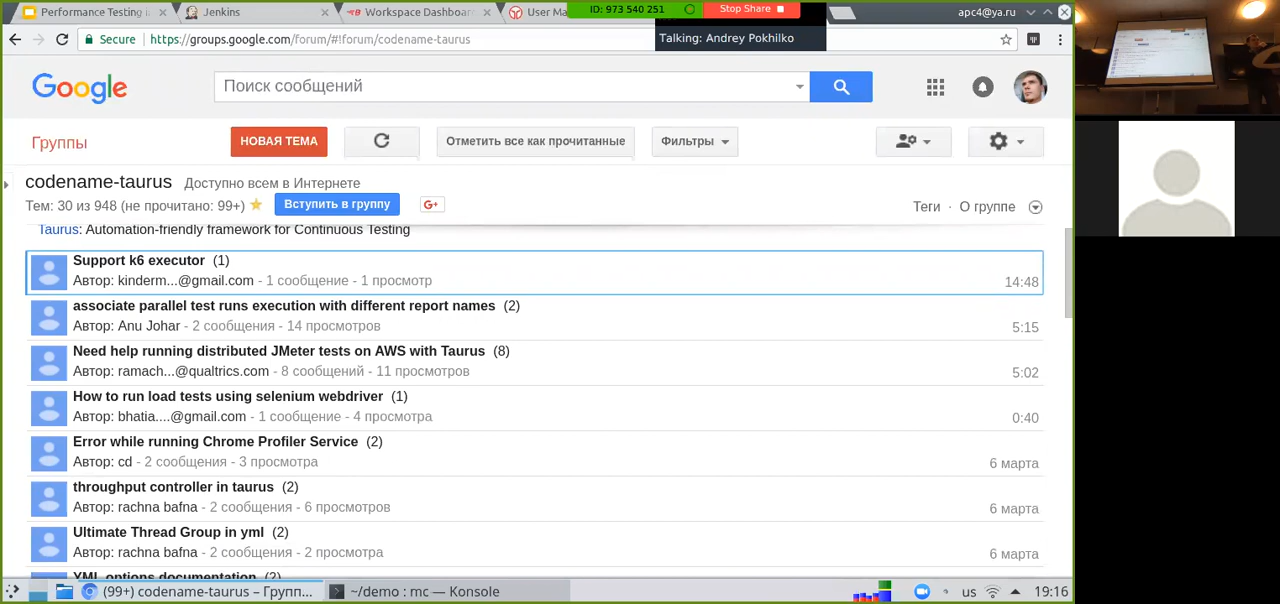 Performance Testing in
Jenkins
Workspace Dashboar
User Ma
ID: 973 540 251
Stop Share
apc4@ya.ru
Talking: Andrey Pokhilko
Secure
https://groups.google.com/forum/#!forum/codename-taurus
Google
Поиск сообщений
Группы
НОВАЯ ТЕМА
Отметить все как прочитанные
Фильтры
codename-taurus Доступно всем в Интернете
Тем: 30 из 948 (не прочитано: 99+)
Вступить в группу
G+
Теги · О группе
Taurus: Automation-friendly framework for Continuous Testing
Support k6 executor (1)
Автор: kinderm...@gmail.com - 1 сообщение - 1 просмотр
14:48
associate parallel test runs execution with different report names (2)
Автор: Anu Johar - 2 сообщения - 14 просмотров
5:15
Need help running distributed JMeter tests on AWS with Taurus (8)
Автор: ramach...@qualtrics.com - 8 сообщений - 11 просмотров
5:02
How to run load tests using selenium webdriver (1)
Автор: bhatia....@gmail.com - 1 сообщение - 4 просмотра
0:40
Error while running Chrome Profiler Service (2)
Автор: cd - 2 сообщения - 3 просмотра
6 марта
throughput controller in taurus (2)
Автор: rachna bafna - 2 сообщения - 6 просмотров
6 марта
Ultimate Thread Group in yml (2)
Автор: rachna bafna - 2 сообщения - 2 просмотра
6 марта
YML options documentation (2)
(99+) codename-taurus – Групп...
~/demo : mc — Konsole
us
19:16